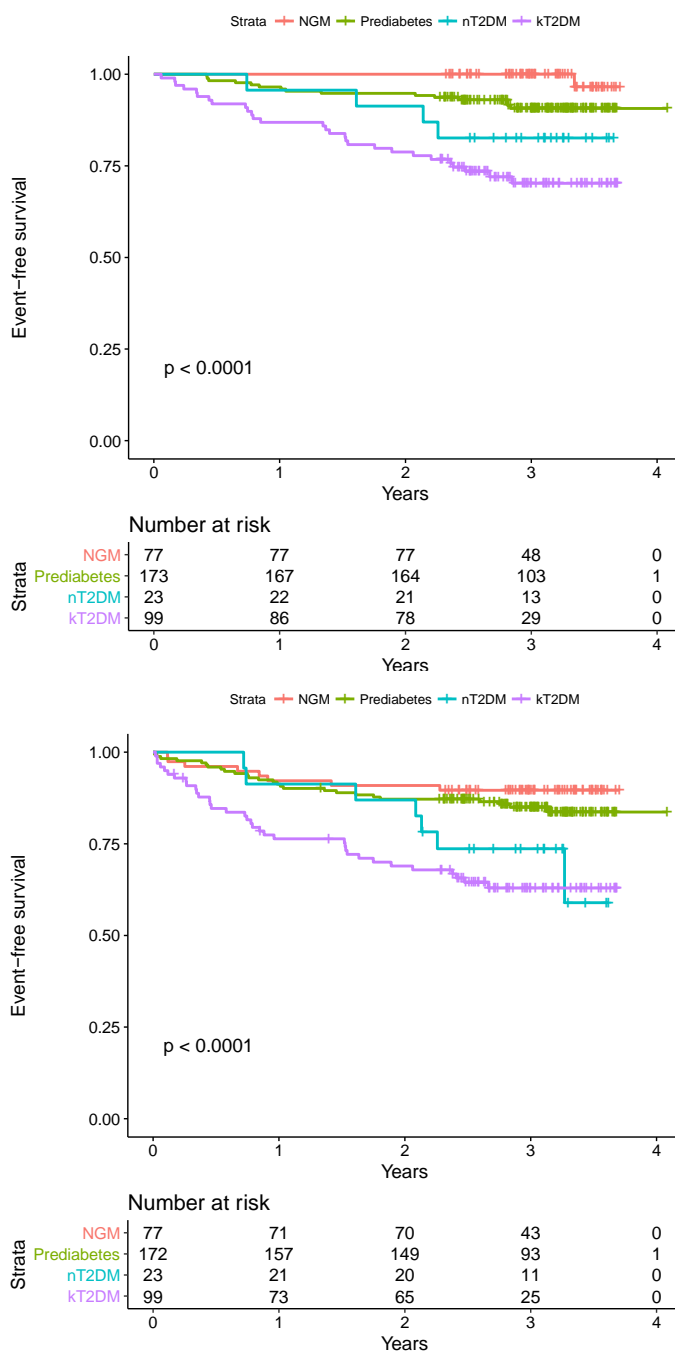 Strata NGM Prediabetes nT2DM kT2DM
1.00
0.75
0.50
0.25
0.00
Event−free survival
p < 0.0001
0 1 2 3 4
Years
Number at risk
Strata
NGM 77 77 77 48 0
Prediabetes 173 167 164 103 1
nT2DM 23 22 21 13 0
kT2DM 99 86 78 29 0
0 1 2 3 4
Years
Strata NGM Prediabetes nT2DM kT2DM
1.00
0.75
0.50
0.25
0.00
Event−free survival
p < 0.0001
0 1 2 3 4
Years
Number at risk
Strata
NGM 77 71 70 43 0
Prediabetes 172 157 149 93 1
nT2DM 23 21 20 11 0
kT2DM 99 73 65 25 0
0 1 2 3 4
Years